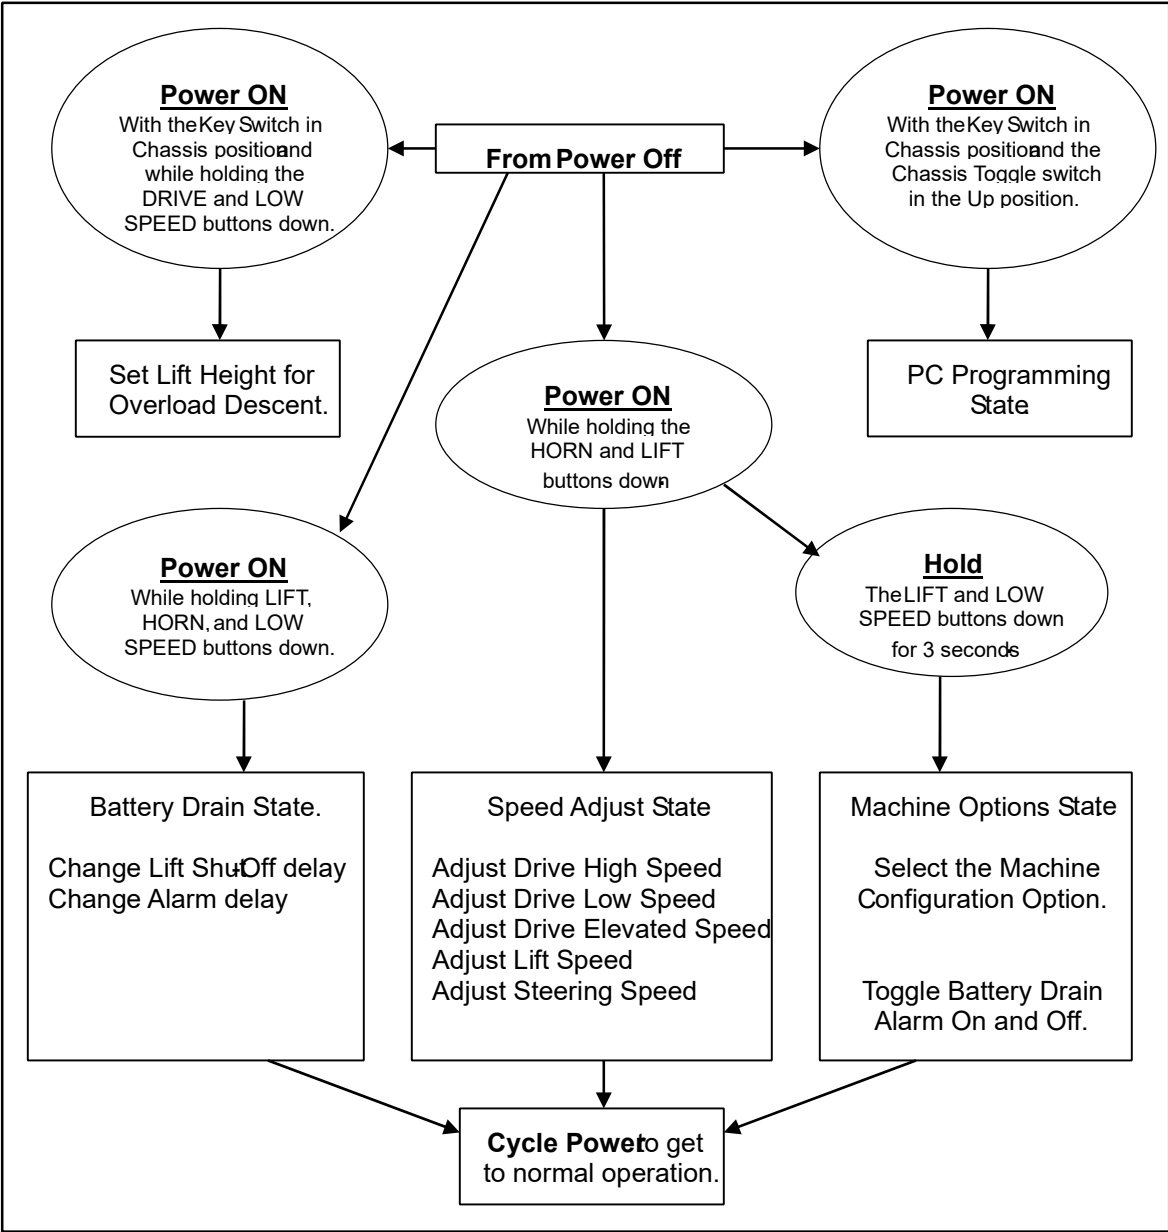 Power ON
With the Key Switch in
Chassis position and
while holding the
DRIVE and LOW
SPEED buttons down.
From Power Off
Power ON
With the Key Switch in
Chassis position and the
Chassis Toggle switch
in the Up position.
Set Lift Height for
Overload Descent.
Power ON
While holding the
HORN and LIFT
buttons down.
PC Programming
State.
Power ON
While holding LIFT,
HORN, and LOW
SPEED buttons down.
Hold
The LIFT and LOW
SPEED buttons down
for 3 seconds.
Battery Drain State.
Change Lift Shut-Off delay
Change Alarm delay
Speed Adjust State
Adjust Drive High Speed
Adjust Drive Low Speed
Adjust Drive Elevated Speed
Adjust Lift Speed
Adjust Steering Speed
Machine Options State.
Select the Machine
Configuration Option.
Toggle Battery Drain
Alarm On and Off.
Cycle Power to get
to normal operation.